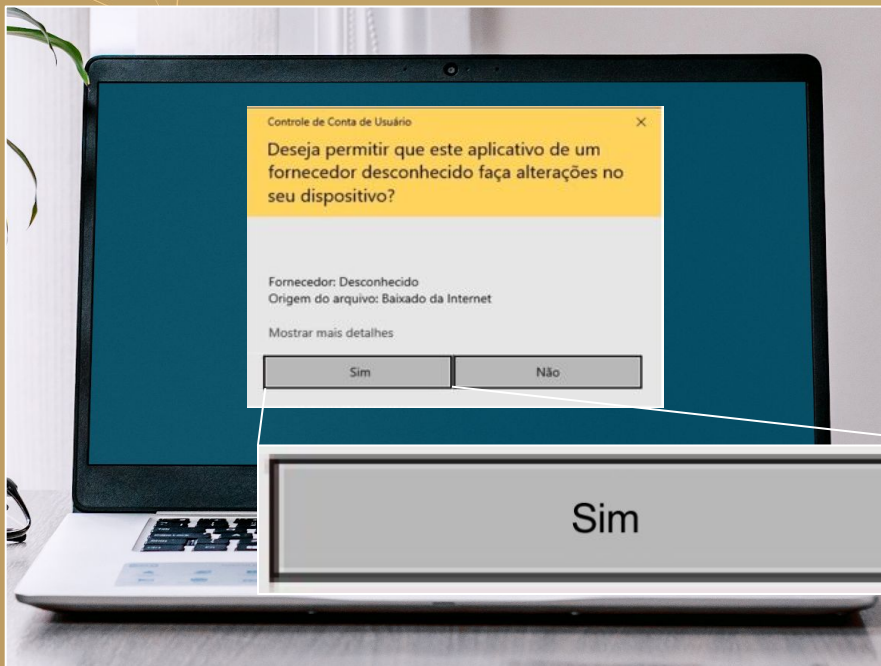 Controle de Conta de Usuário
Deseja permitir que este aplicativo de um
fornecedor desconhecido faça alterações no
seu dispositivo?
Fornecedor: Desconhecido
Origem do arquivo: Baixado da Internet
Mostrar mais detalhes
Sim Não
Sim